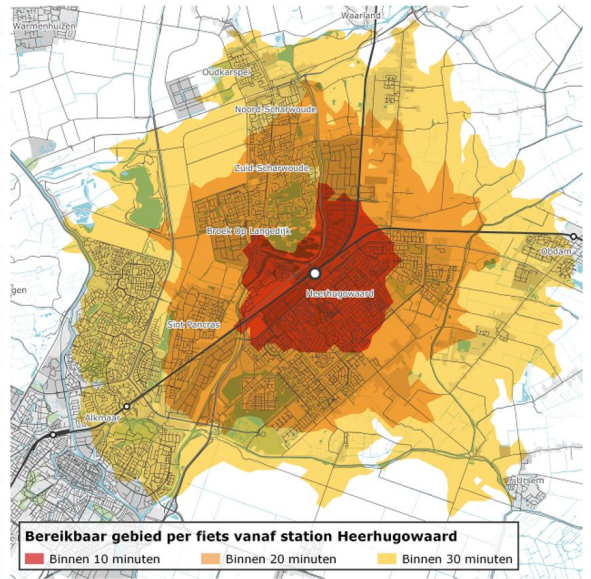 Warmenhuizen
Waarland
Oudkarspel
Noord-Scharwoude
Zuid-Scharwoude
Broek Op Langedijk
Obdam
gen
Heerhugowaard
Sint Pancras
Alkmaar
Ursem
Bereikbaar gebied per fiets vanaf station Heerhugowaard
Binnen 10 minuten Binnen 20 minuten Binnen 30 minuten